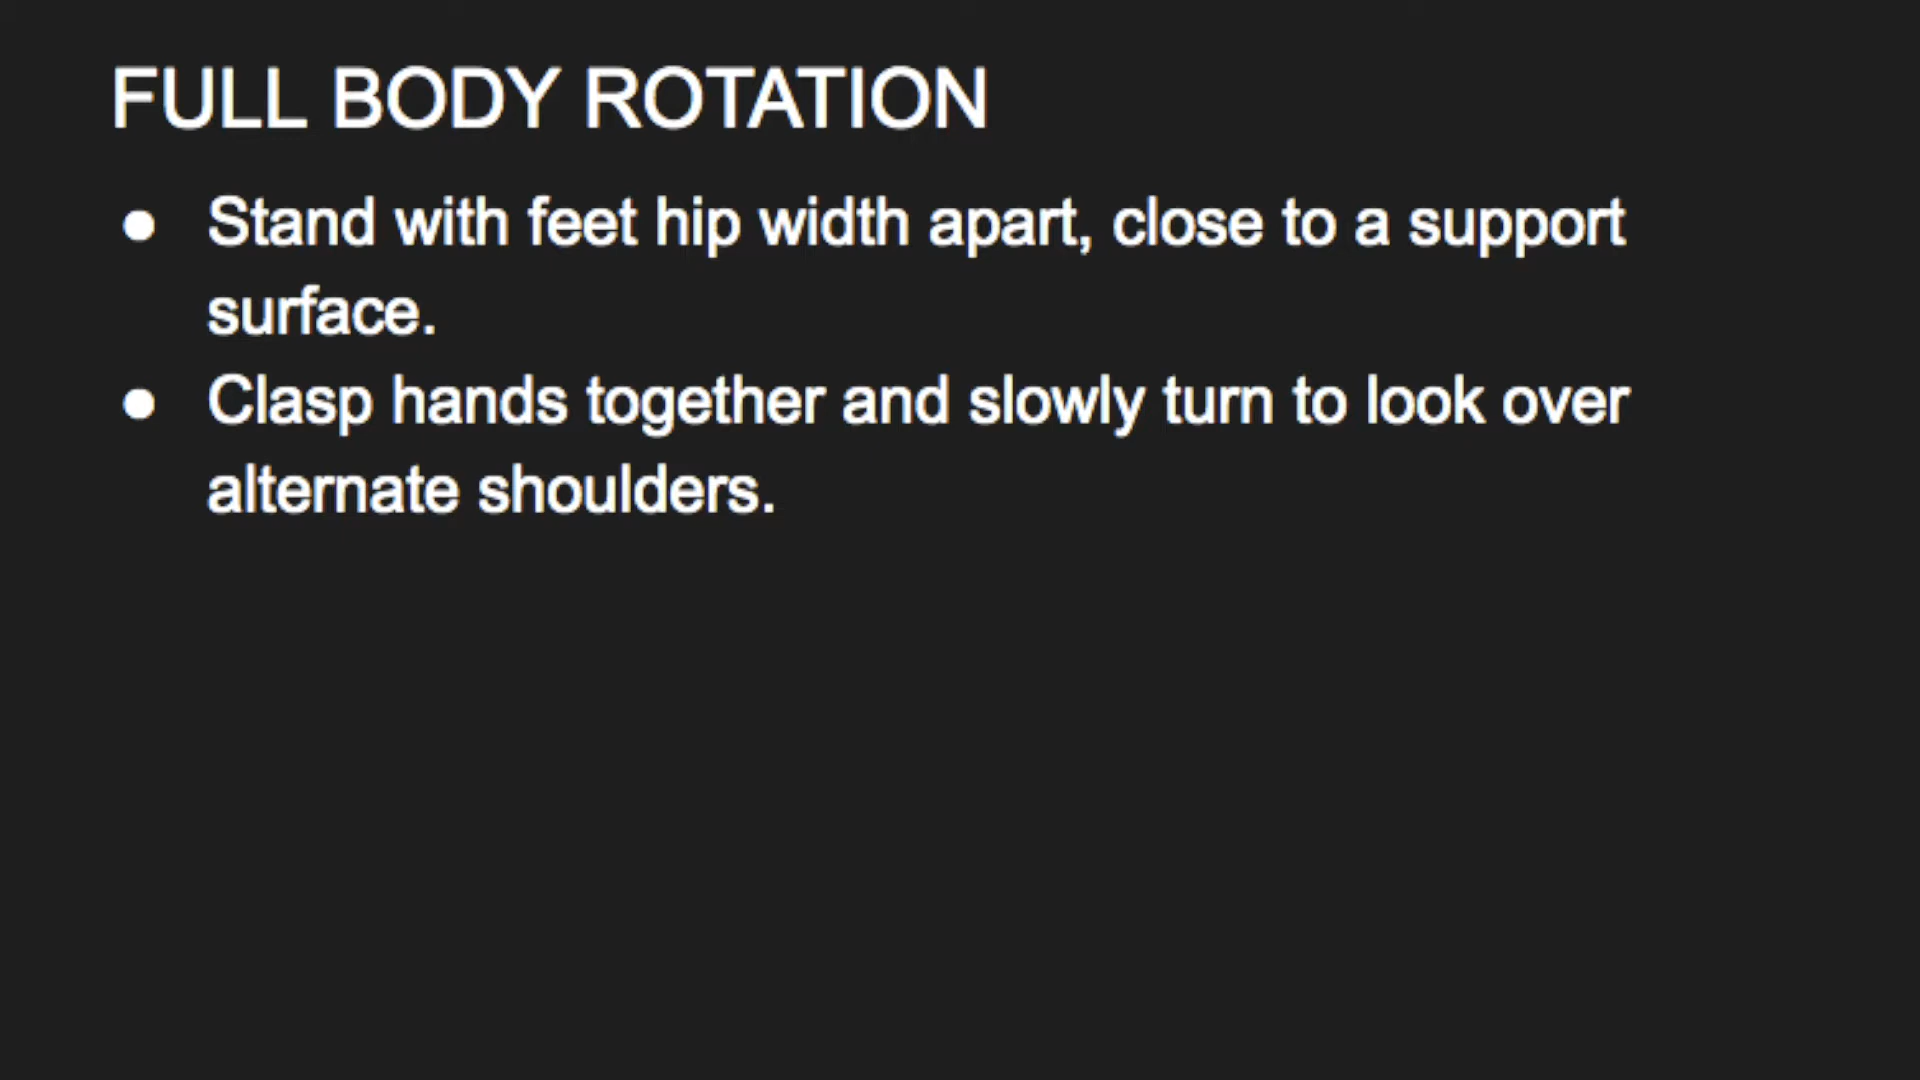 FULL BODY ROTATION
● Stand with feet hip width apart, close to a support
surface.
● Clasp hands together and slowly turn to look over
alternate shoulders.